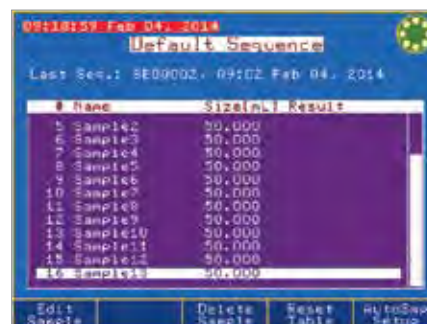 09:18:59 Feb 04, 2014
Default Sequence
Last Seq.: SE00002, 09:02 Feb 04, 2014
# Name Size[mL] Result
5 Sample2 50.000
6 Sample3 50.000
7 Sample4 50.000
8 Sample5 50.000
9 Sample6 50.000
10 Sample7 50.000
11 Sample8 50.000
12 Sample9 50.000
13 Sample10 50.000
14 Sample11 50.000
15 Sample12 50.000
16 Sample13 50.000
Edit Delete Reset AutoSmp
Sample Sample Table Setup